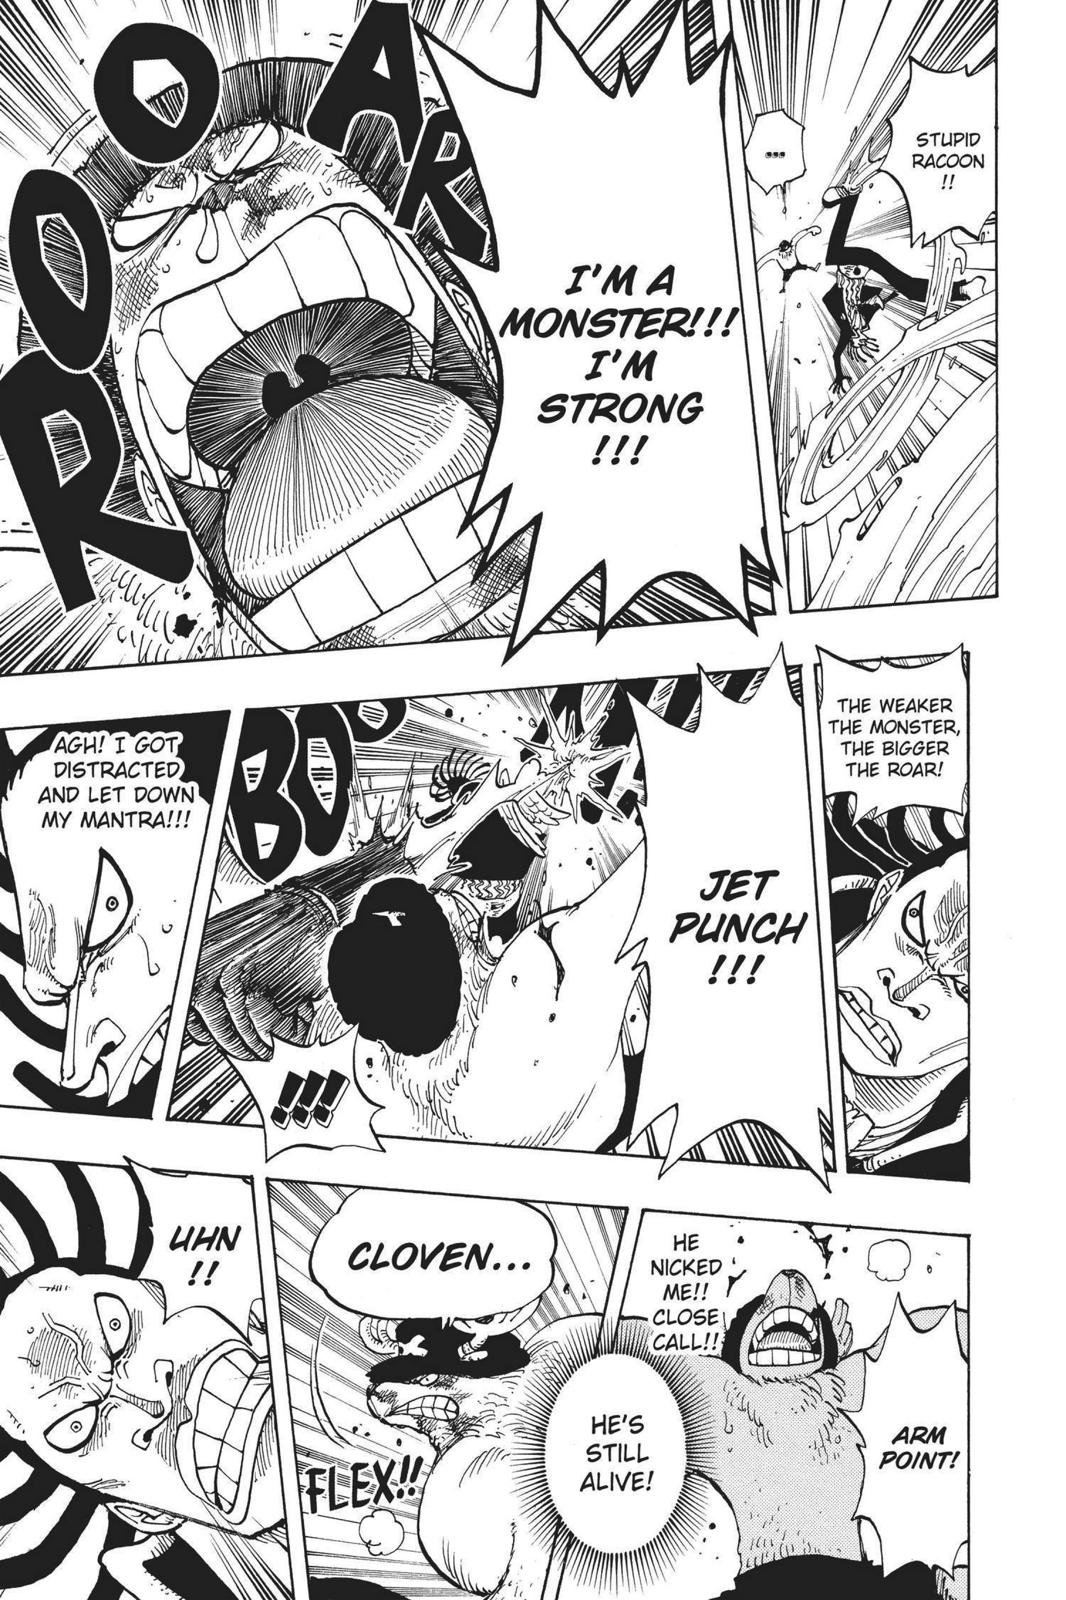 STUPID
RACOON
!!
...
I'M A
MONSTER!!!
I'M
STRONG
!!!
ROOAR
THE WEAKER
THE MONSTER,
THE BIGGER
THE ROAR!
JET
PUNCH
!!!
BOO
!!!!
AGH! I GOT
DISTRACTED
AND LET DOWN
MY MANTRA!!!
ARM
POINT!
HE
NICKED
ME!!
CLOSE
CALL!!
HE'S
STILL
ALIVE!
CLOVEN...
FLEX!!
UHN
!!